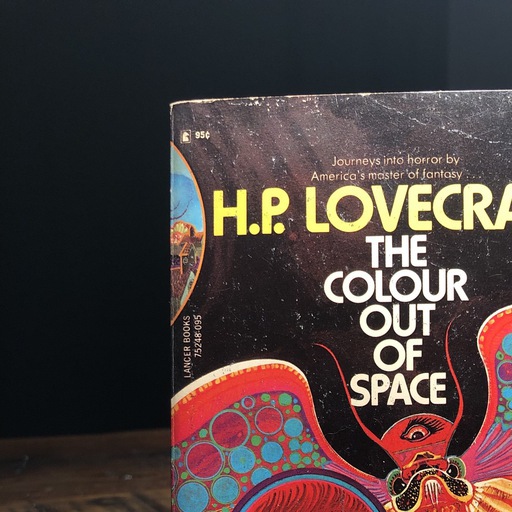 95¢
Journeys into horror by
America's master of fantasy...
H.P. LOVECRA
THE
COLOUR
OUT
OF
SPACE
LANCER BOOKS
75248-095